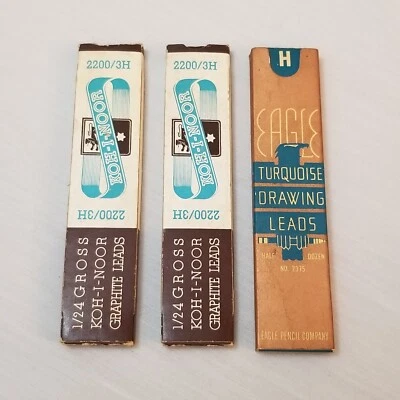 2200/3H
KOH-I-NOOR
2200/3H
1/24 GROSS
KOH-I-NOOR
GRAPHITE LEADS
2200/3H
KOH-I-NOOR
2200/3H
1/24 GROSS
KOH-I-NOOR
GRAPHITE LEADS
H
EAGLE
TURQUOISE
DRAWING
LEADS
HALF DOZEN
NO. 3375
EAGLE PENCIL COMPANY